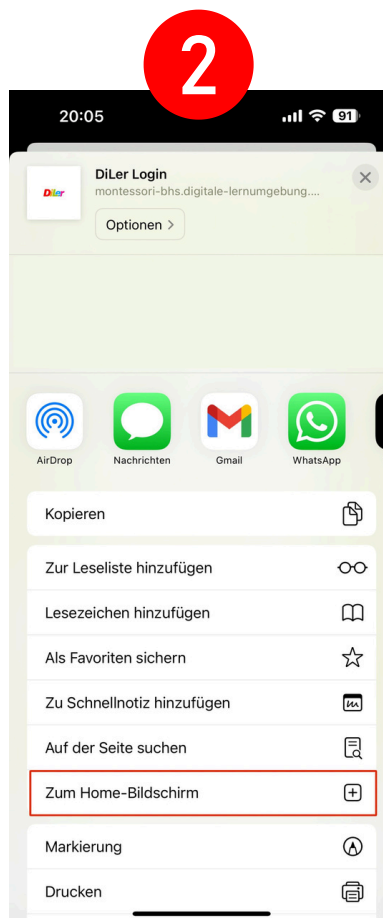 2
20:05
91
DiLer Login
DiLer
montessori-bhs.digitale-lernumgebung....
Optionen >
AirDrop
Nachrichten
Gmail
WhatsApp
Kopieren
Zur Leseliste hinzufügen
Lesezeichen hinzufügen
Als Favoriten sichern
Zu Schnellnotiz hinzufügen
Auf der Seite suchen
Zum Home-Bildschirm
Markierung
Drucken